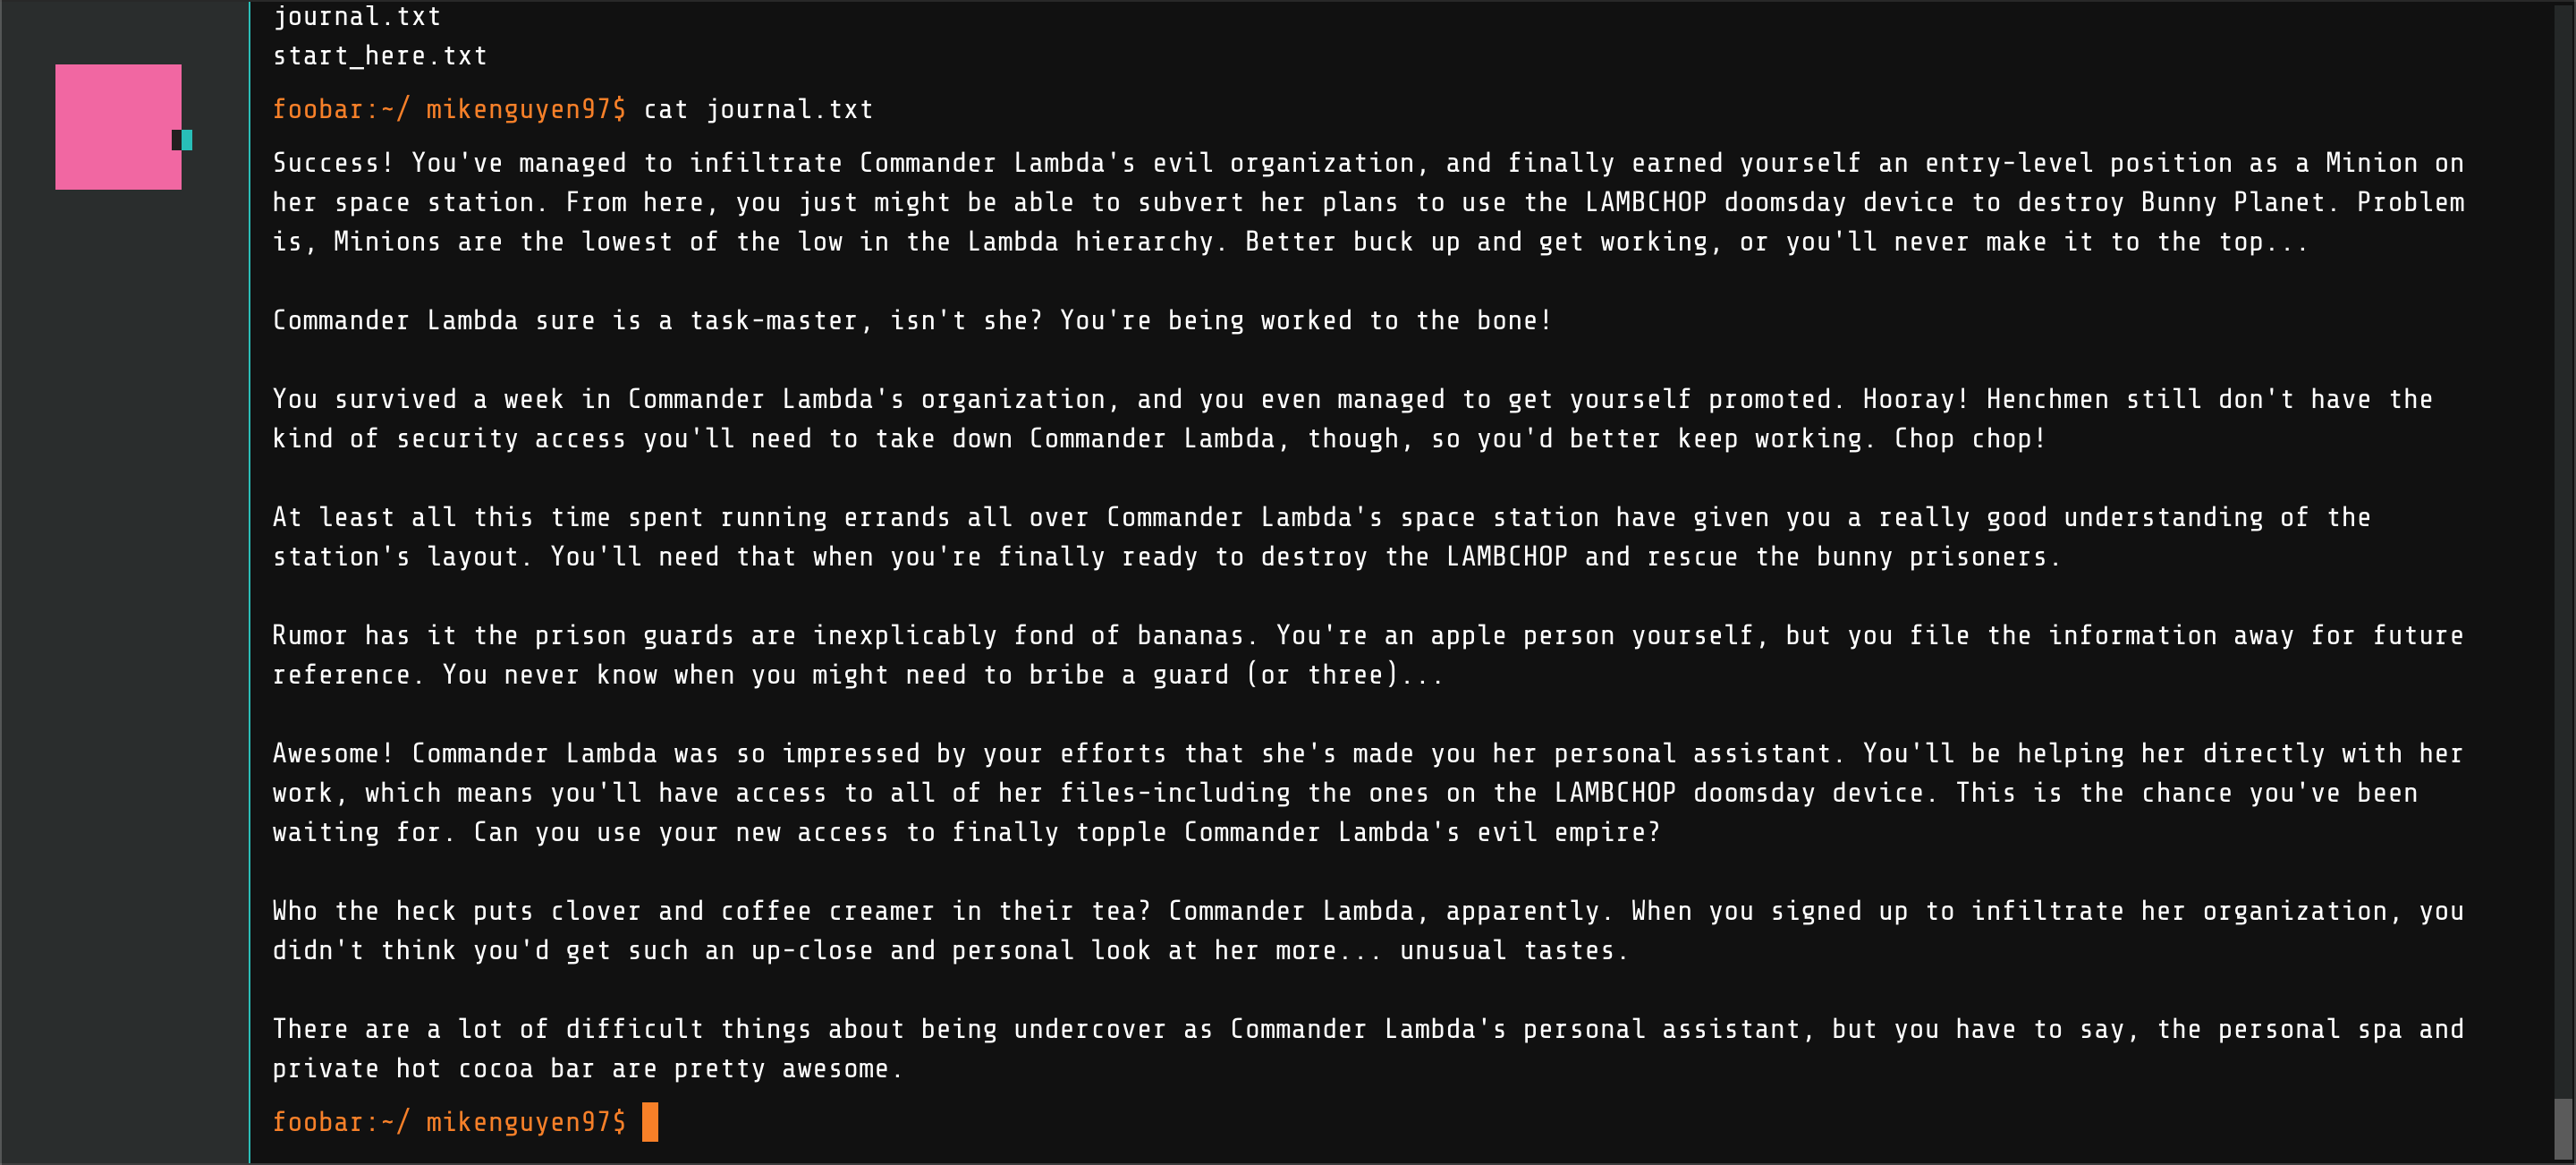 journal.txt
start_here.txt
foobar:~/ mikenguyen97$ cat journal.txt
Success! You've managed to infiltrate Commander Lambda's evil organization, and finally earned yourself an entry-level position as a Minion on
her space station. From here, you just might be able to subvert her plans to use the LAMBCHOP doomsday device to destroy Bunny Planet. Problem
is, Minions are the lowest of the low in the Lambda hierarchy. Better buck up and get working, or you'll never make it to the top...
Commander Lambda sure is a task-master, isn't she? You're being worked to the bone!
You survived a week in Commander Lambda's organization, and you even managed to get yourself promoted. Hooray! Henchmen still don't have the
kind of security access you'll need to take down Commander Lambda, though, so you'd better keep working. Chop chop!
At least all this time spent running errands all over Commander Lambda's space station have given you a really good understanding of the
station's layout. You'll need that when you're finally ready to destroy the LAMBCHOP and rescue the bunny prisoners.
Rumor has it the prison guards are inexplicably fond of bananas. You're an apple person yourself, but you file the information away for future
reference. You never know when you might need to bribe a guard (or three)...
Awesome! Commander Lambda was so impressed by your efforts that she's made you her personal assistant. You'll be helping her directly with her
work, which means you'll have access to all of her files-including the ones on the LAMBCHOP doomsday device. This is the chance you've been
waiting for. Can you use your new access to finally topple Commander Lambda's evil empire?
Who the heck puts clover and coffee creamer in their tea? Commander Lambda, apparently. When you signed up to infiltrate her organization, you
didn't think you'd get such an up-close and personal look at her more... unusual tastes.
There are a lot of difficult things about being undercover as Commander Lambda's personal assistant, but you have to say, the personal spa and
private hot cocoa bar are pretty awesome.
foobar:~/ mikenguyen97$